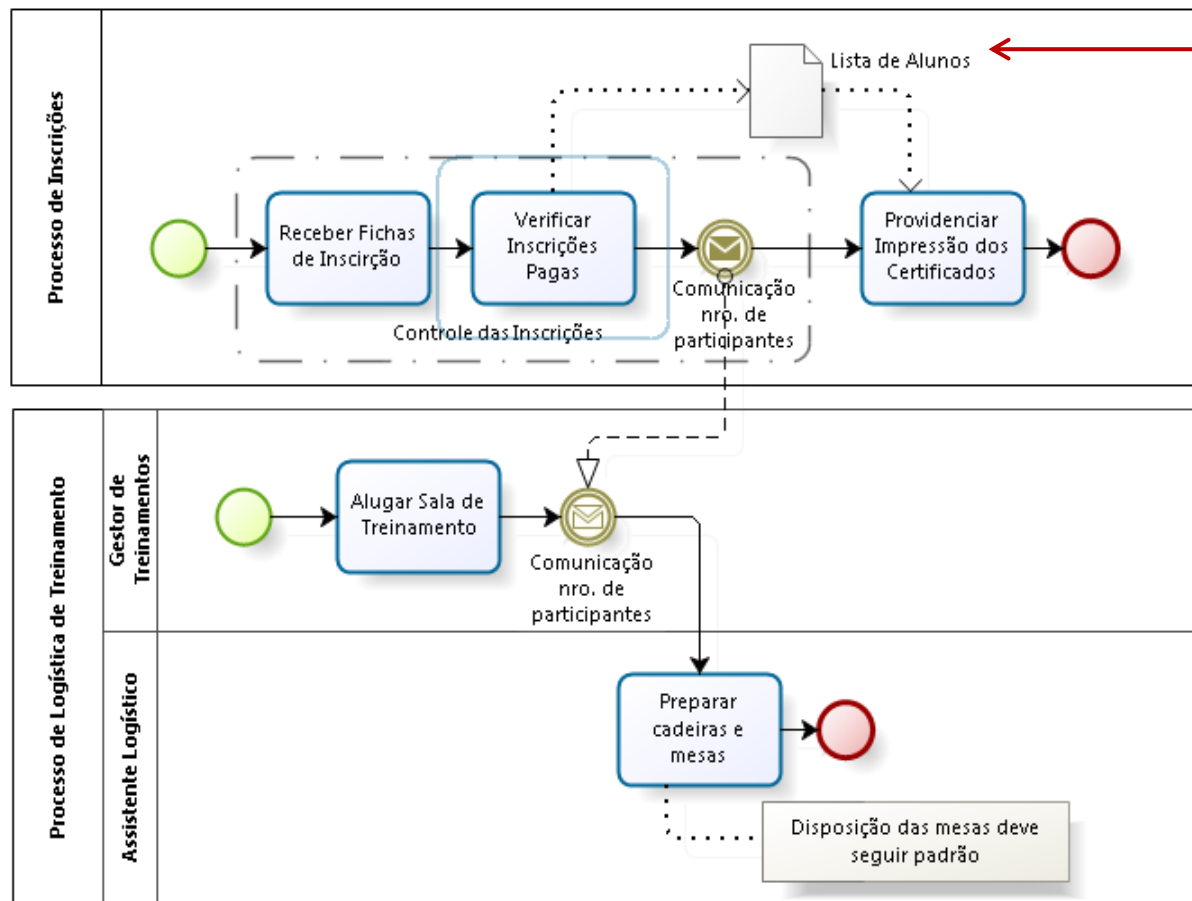 Processo de Inscrições
Lista de Alunos
Receber Fichas
de Inscirção
Verificar
Inscrições
Pagas
Providenciar
Impressão dos
Certificados
Comunicação
nro. de
participantes
Controle das Inscrições
Processo de Logística de Treinamento
Gestor de
Treinamentos
Alugar Sala de
Treinamento
Comunicação
nro. de
participantes
Assistente Logístico
Preparar
cadeiras e
mesas
Disposição das mesas deve
seguir padrão